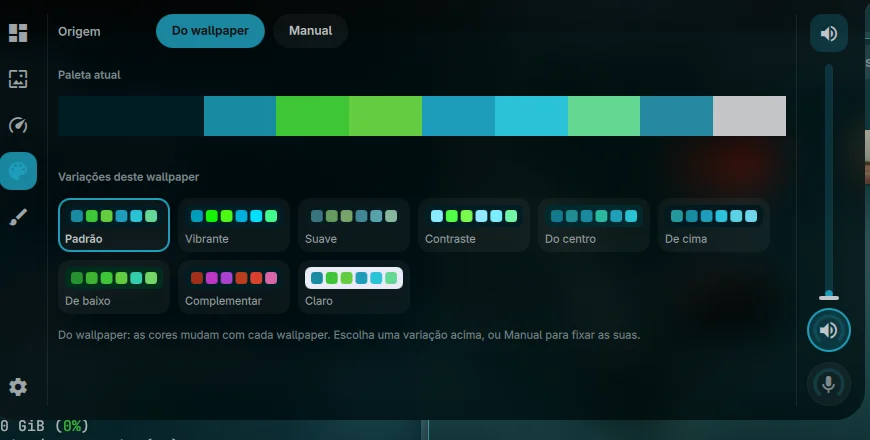 Origem
Do wallpaper
Manual
Paleta atual
Variações deste wallpaper
Padrão
Vibrante
Suave
Contraste
Do centro
De cima
De baixo
Complementar
Claro
Do wallpaper: as cores mudam com cada wallpaper. Escolha uma variação acima, ou Manual para fixar as suas.
0 GiB (0%)